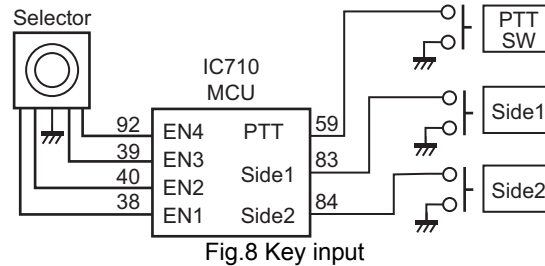 Selector
PTT
SW
IC710
MCU
92 EN4 PTT 59
39 EN3
Side1 83
40 EN2
38 EN1 Side2 84
Side1
Side2
Fig.8 Key input